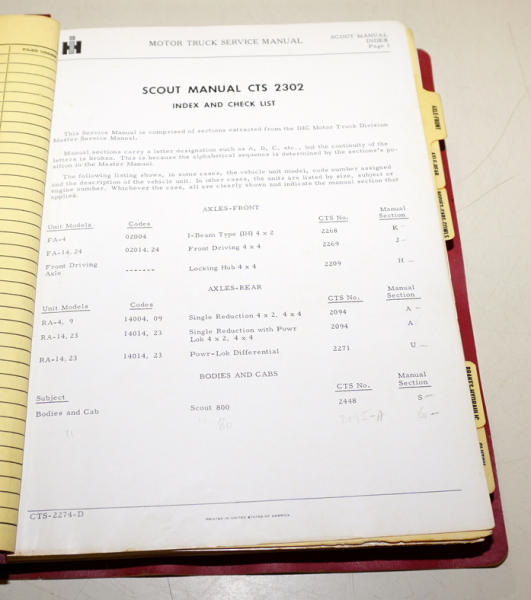 MOTOR TRUCK SERVICE MANUAL
SCOUT MANUAL
INDEX
Page 1
SCOUT MANUAL CTS 2302
INDEX AND CHECK LIST
This Service Manual is comprised of sections extracted from the IHC Motor Truck Division
Master Service Manual.
Manual sections carry a letter designation such as A, B, C, etc., but the continuity of the
letters is broken. This is because the alphabetical sequence is determined by the sections's po-
sition in the Master Manual.
The following listing shows, in some cases, the vehicle unit model, code number assigned
and the description of the vehicle unit. In other cases, the units are listed by size, subject or
engine number. Whichever the case, all are clearly shown and indicate the manual section that
applied.
AXLES-FRONT
Unit Models Codes CTS No. Manual Section
FA-4 02004 I-Beam Type (IH) 4 x 2 2268 K
FA-14, 24 02014, 24 Front Driving 4 x 4 2269 J
Front Driving Axle ------- Locking Hub 4 x 4 2209 H
AXLES-REAR
Unit Models Codes CTS No. Manual Section
RA-4, 9 14004, 09 Single Reduction 4 x 2, 4 x 4 2094 A
RA-14, 23 14014, 23 Single Reduction with Powr Lok 4 x 2, 4 x 4 2094 A
RA-14, 23 14014, 23 Powr-Lok Differential 2271 U
BODIES AND CABS
Subject CTS No. Manual Section
Bodies and Cab Scout 800 2448 S
CTS-2274-D
PRINTED IN UNITED STATES OF AMERICA
AXLE-FRONT
AXLE-REAR